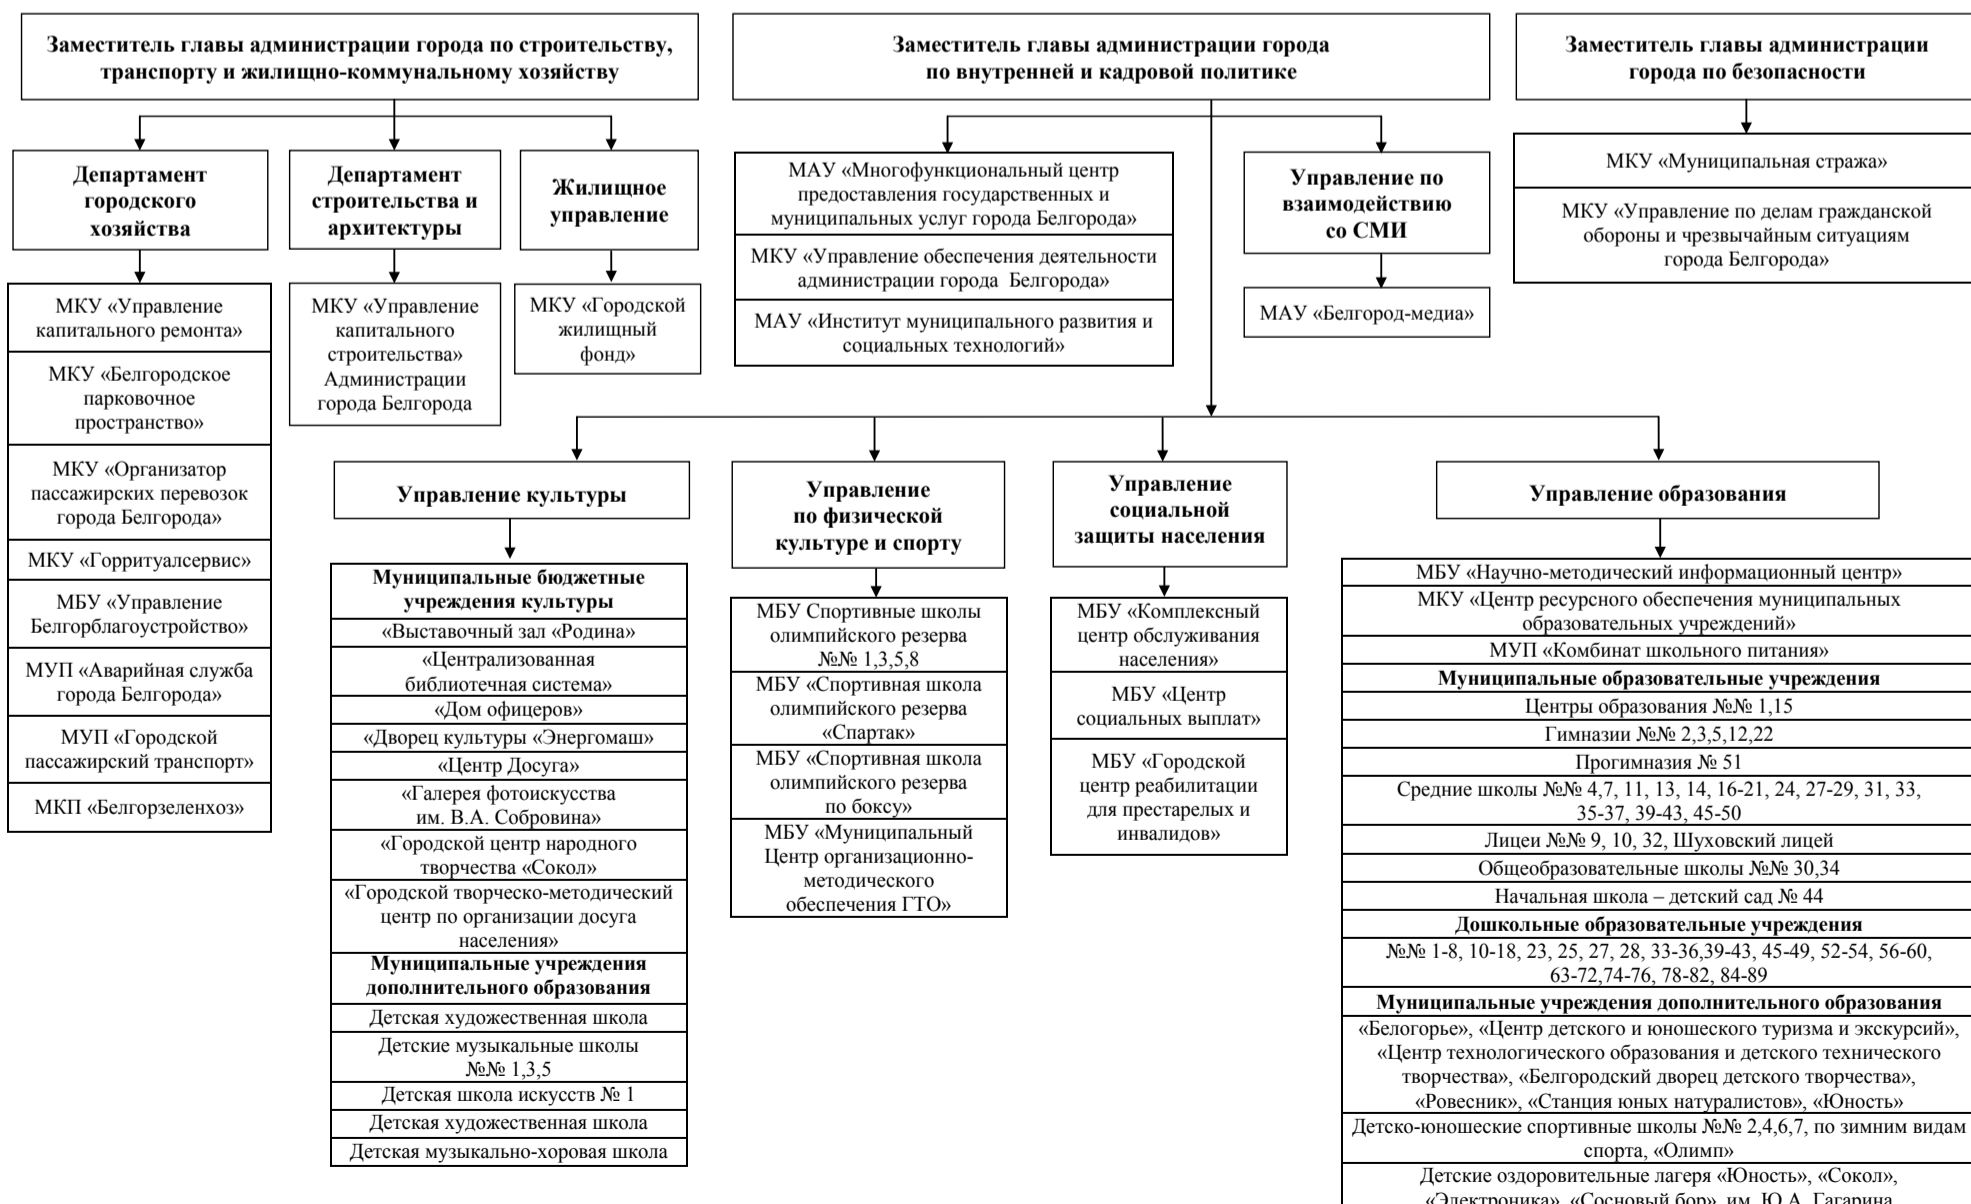 Заместитель главы администрации города по строительству,
транспорту и жилищно-коммунальному хозяйству
Заместитель главы администрации города
по внутренней и кадровой политике
Заместитель главы администрации
города по безопасности
Департамент
городского
хозяйства
Департамент
строительства и
архитектуры
Жилищное
управление
МАУ «Многофункциональный центр
предоставления государственных и
муниципальных услуг города Белгорода»
МКУ «Управление обеспечения деятельности
администрации города Белгорода»
МАУ «Институт муниципального развития и
социальных технологий»
Управление по
взаимодействию
со СМИ
МАУ «Белгород-медиа»
МКУ «Муниципальная стража»
МКУ «Управление по делам гражданской
обороны и чрезвычайным ситуациям
города Белгорода»
МКУ «Управление
капитального ремонта»
МКУ «Белгородское
парковочное
пространство»
МКУ «Организатор
пассажирских перевозок
города Белгорода»
МКУ «Горритуалсервис»
МБУ «Управление
Белгорблагоустройство»
МУП «Аварийная служба
города Белгорода»
МУП «Городской
пассажирский транспорт»
МКП «Белгорзеленхоз»
МКУ «Управление
капитального
строительства»
Администрации
города Белгорода
МКУ «Городской
жилищный
фонд»
Управление культуры
Муниципальные бюджетные
учреждения культуры
«Выставочный зал «Родина»
«Централизованная
библиотечная система»
«Дом офицеров»
«Дворец культуры «Энергомаш»
«Центр Досуга»
«Галерея фотоискусства
им. В.А. Собровина»
«Городской центр народного
творчества «Сокол»
«Городской творческо-методический
центр по организации досуга
населения»
Муниципальные учреждения
дополнительного образования
Детская художественная школа
Детские музыкальные школы
№№ 1,3,5
Детская школа искусств № 1
Детская художественная школа
Детская музыкально-хоровая школа
Управление
по физической
культуре и спорту
МБУ Спортивные школы
олимпийского резерва
№№ 1,3,5,8
МБУ «Спортивная школа
олимпийского резерва
«Спартак»
МБУ «Спортивная школа
олимпийского резерва
по боксу»
МБУ «Муниципальный
Центр организационно-
методического
обеспечения ГТО»
Управление
социальной
защиты населения
МБУ «Комплексный
центр обслуживания
населения»
МБУ «Центр
социальных выплат»
МБУ «Городской
центр реабилитации
для престарелых и
инвалидов»
Управление образования
МБУ «Научно-методический информационный центр»
МКУ «Центр ресурсного обеспечения муниципальных
образовательных учреждений»
МУП «Комбинат школьного питания»
Муниципальные образовательные учреждения
Центры образования №№ 1,15
Гимназии №№ 2,3,5,12,22
Прогимназия № 51
Средние школы №№ 4,7, 11, 13, 14, 16-21, 24, 27-29, 31, 33,
35-37, 39-43, 45-50
Лицеи №№ 9, 10, 32, Шуховский лицей
Общеобразовательные школы №№ 30,34
Начальная школа – детский сад № 44
Дошкольные образовательные учреждения
№№ 1-8, 10-18, 23, 25, 27, 28, 33-36,39-43, 45-49, 52-54, 56-60,
63-72,74-76, 78-82, 84-89
Муниципальные учреждения дополнительного образования
«Белогорье», «Центр детского и юношеского туризма и экскурсий»,
«Центр технологического образования и детского технического
творчества», «Белгородский дворец детского творчества»,
«Ровесник», «Станция юных натуралистов», «Юность»
Детско-юношеские спортивные школы №№ 2,4,6,7, по зимним видам
спорта, «Олимп»
Детские оздоровительные лагеря «Юность», «Сокол»,
«Электроника», «Сосновый бор», им. Ю.А. Гагарина